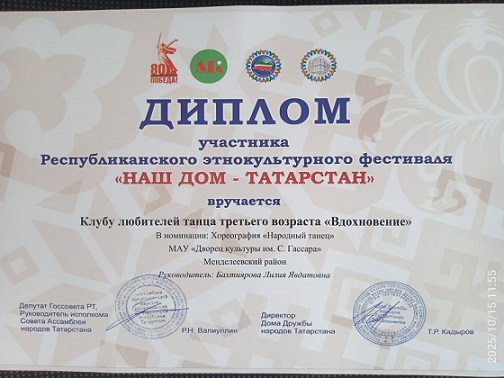 80
ПОБЕДА!
ДИПЛОМ
участника
Республиканского этнокультурного фестиваля
«НАШ ДОМ - ТАТАРСТАН»
вручается
Клубу любителей танца третьего возраста «Вдохновение»
В номинации: Хореография «Народный танец»
МАУ «Дворец культуры им. С. Гассара»
Менделеевский район
Руководитель: Бахтиярова Лилия Явдатовна
Депутат Госсовета РТ,
Руководитель исполкома
Совета Ассамблеи
народов Татарстана
Р.Н. Валиуллин
Директор
Дома Дружбы
народов Татарстана
Т.Р. Кадыров
2025/10/16 11:55